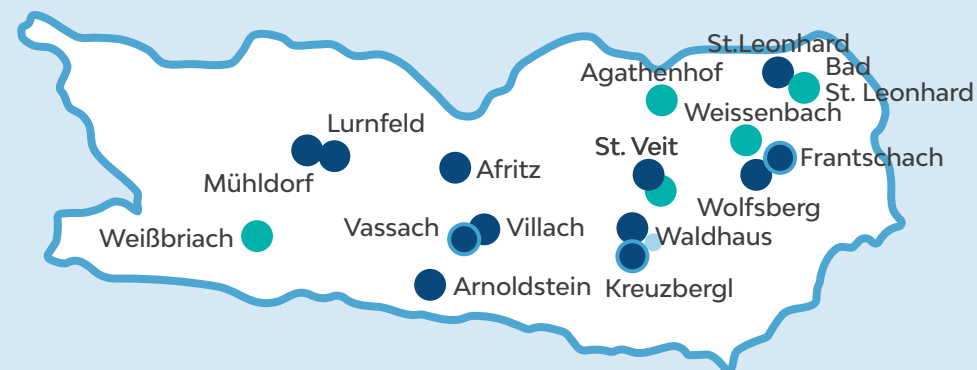 St.Leonhard
Bad
St. Leonhard
Agathenhof
Weissenbach
Lurnfeld
St. Veit
Frantschach
Afritz
Mühldorf
Wolfsberg
Vassach
Villach
Waldhaus
Weißbriach
Arnoldstein
Kreuzbergl